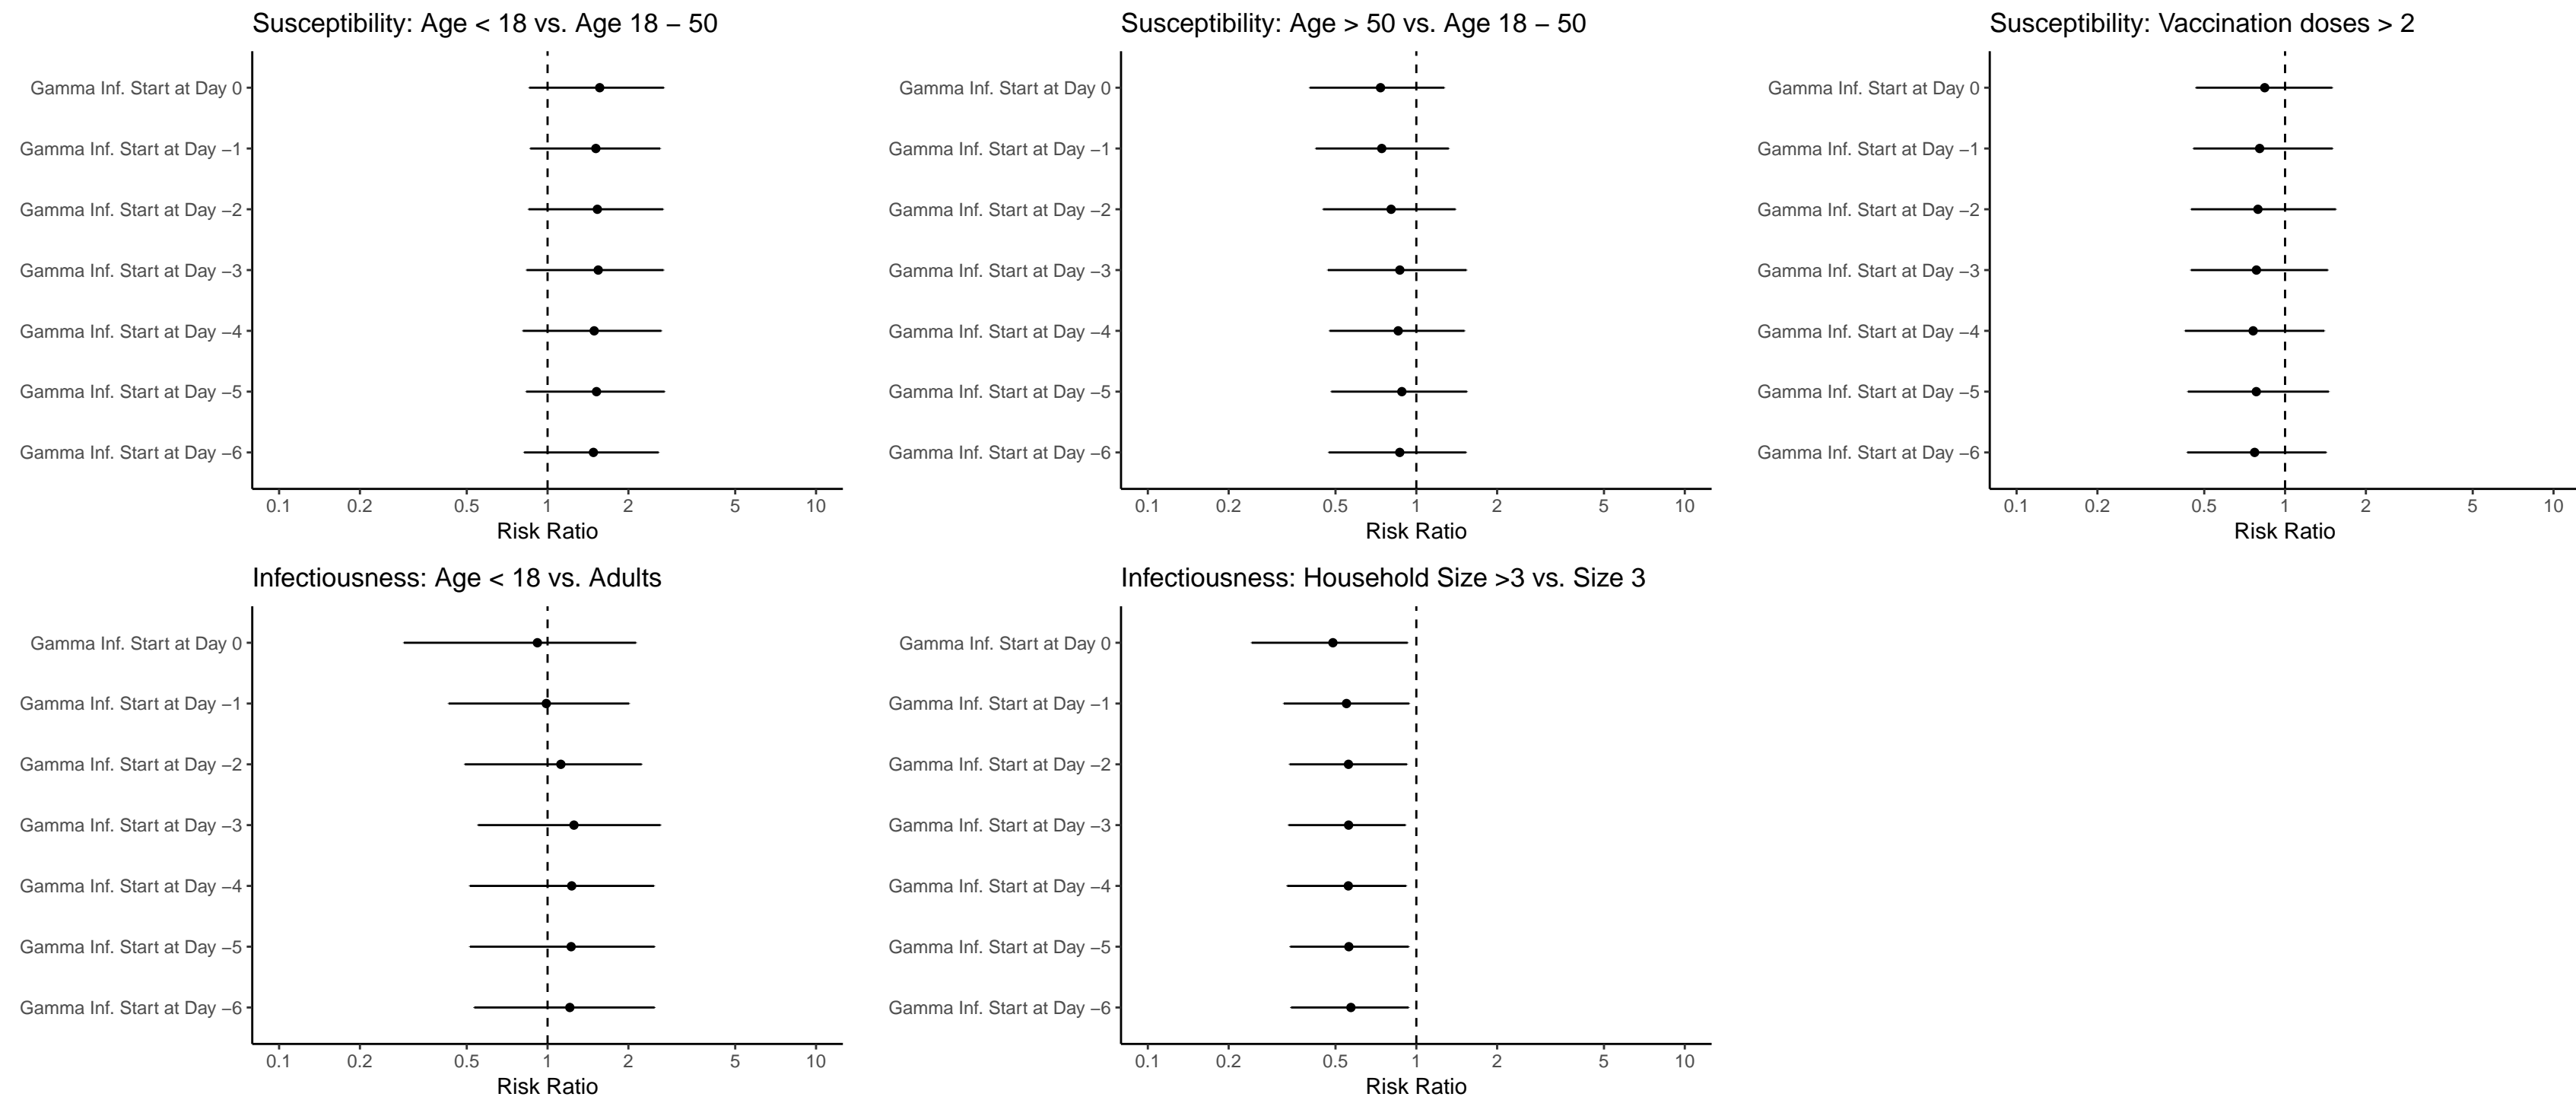 Susceptibility: Age < 18 vs. Age 18 – 50
Gamma Inf. Start at Day 0
Gamma Inf. Start at Day −1
Gamma Inf. Start at Day −2
Gamma Inf. Start at Day −3
Gamma Inf. Start at Day −4
Gamma Inf. Start at Day −5
Gamma Inf. Start at Day −6
0.1 0.2 0.5 1 2 5 10
Risk Ratio
Susceptibility: Age > 50 vs. Age 18 – 50
Gamma Inf. Start at Day 0
Gamma Inf. Start at Day −1
Gamma Inf. Start at Day −2
Gamma Inf. Start at Day −3
Gamma Inf. Start at Day −4
Gamma Inf. Start at Day −5
Gamma Inf. Start at Day −6
0.1 0.2 0.5 1 2 5 10
Risk Ratio
Susceptibility: Vaccination doses > 2
Gamma Inf. Start at Day 0
Gamma Inf. Start at Day −1
Gamma Inf. Start at Day −2
Gamma Inf. Start at Day −3
Gamma Inf. Start at Day −4
Gamma Inf. Start at Day −5
Gamma Inf. Start at Day −6
0.1 0.2 0.5 1 2 5 10
Risk Ratio
Infectiousness: Age < 18 vs. Adults
Gamma Inf. Start at Day 0
Gamma Inf. Start at Day −1
Gamma Inf. Start at Day −2
Gamma Inf. Start at Day −3
Gamma Inf. Start at Day −4
Gamma Inf. Start at Day −5
Gamma Inf. Start at Day −6
0.1 0.2 0.5 1 2 5 10
Risk Ratio
Infectiousness: Household Size >3 vs. Size 3
Gamma Inf. Start at Day 0
Gamma Inf. Start at Day −1
Gamma Inf. Start at Day −2
Gamma Inf. Start at Day −3
Gamma Inf. Start at Day −4
Gamma Inf. Start at Day −5
Gamma Inf. Start at Day −6
0.1 0.2 0.5 1 2 5 10
Risk Ratio